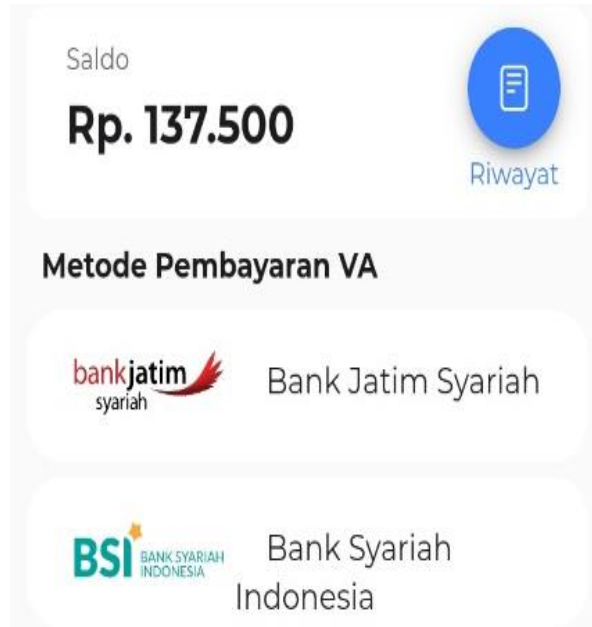 Saldo
Rp. 137.500
Riwayat
Metode Pembayaran VA
bankjatim
syariah
Bank Jatim Syariah
BSI
BANK SYARIAH
INDONESIA
Bank Syariah
Indonesia